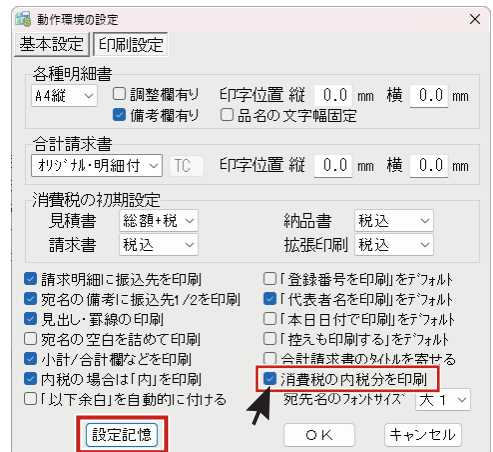 動作環境の設定
基本設定 印刷設定
各種明細書
A4縦 調整欄有り 印字位置 縦 0.0 mm 横 0.0 mm
備考欄有り 品名の文字幅固定
合計請求書
ｵﾘｼﾞﾅﾙ･明細付 TC 印字位置 縦 0.0 mm 横 0.0 mm
消費税の初期設定
見積書 総額+税 納品書 税込
請求書 税込 拡張印刷 税込
請求明細に振込先を印刷 ｢登録番号を印刷｣をﾃﾞﾌｫﾙﾄ
宛名の備考に振込先1/2を印刷 ｢代表者名を印刷｣をﾃﾞﾌｫﾙﾄ
見出し･罫線の印刷 ｢本日日付で印刷｣をﾃﾞﾌｫﾙﾄ
宛名の空白を詰めて印刷 ｢控えも印刷する｣をﾃﾞﾌｫﾙﾄ
小計/合計欄などを印刷 合計請求書のﾀｲﾄﾙを寄せる
内税の場合は｢内｣を印刷 消費税の内税分を印刷
｢以下余白｣を自動的に付ける 宛先名のﾌｫﾝﾄｻｲｽﾞ 大1
設定記憶 OK ｷｬﾝｾﾙ